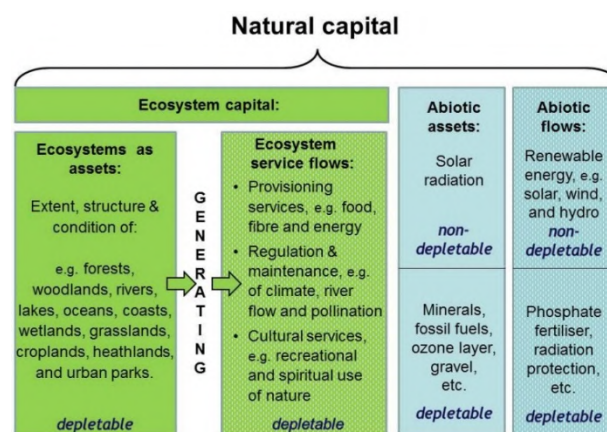 Natural capital
Ecosystem capital:
Ecosystems as
assets:
Extent, structure &
condition of:
e.g. forests,
woodlands, rivers,
lakes, oceans, coasts,
wetlands, grasslands,
croplands, heathlands,
and urban parks.
depletable
GENERATING
Ecosystem
service flows:
• Provisioning
services, e.g. food,
fibre and energy
• Regulation &
maintenance, e.g.
of climate, river
flow and pollination
• Cultural services,
e.g. recreational
and spiritual use
of nature
depletable
Abiotic
assets:
Solar
radiation
non-
depletable
Minerals,
fossil fuels,
ozone layer,
gravel,
etc.
depletable
Abiotic
flows:
Renewable
energy, e.g.
solar, wind,
and hydro
non-
depletable
Phosphate
fertiliser,
radiation
protection,
etc.
depletable